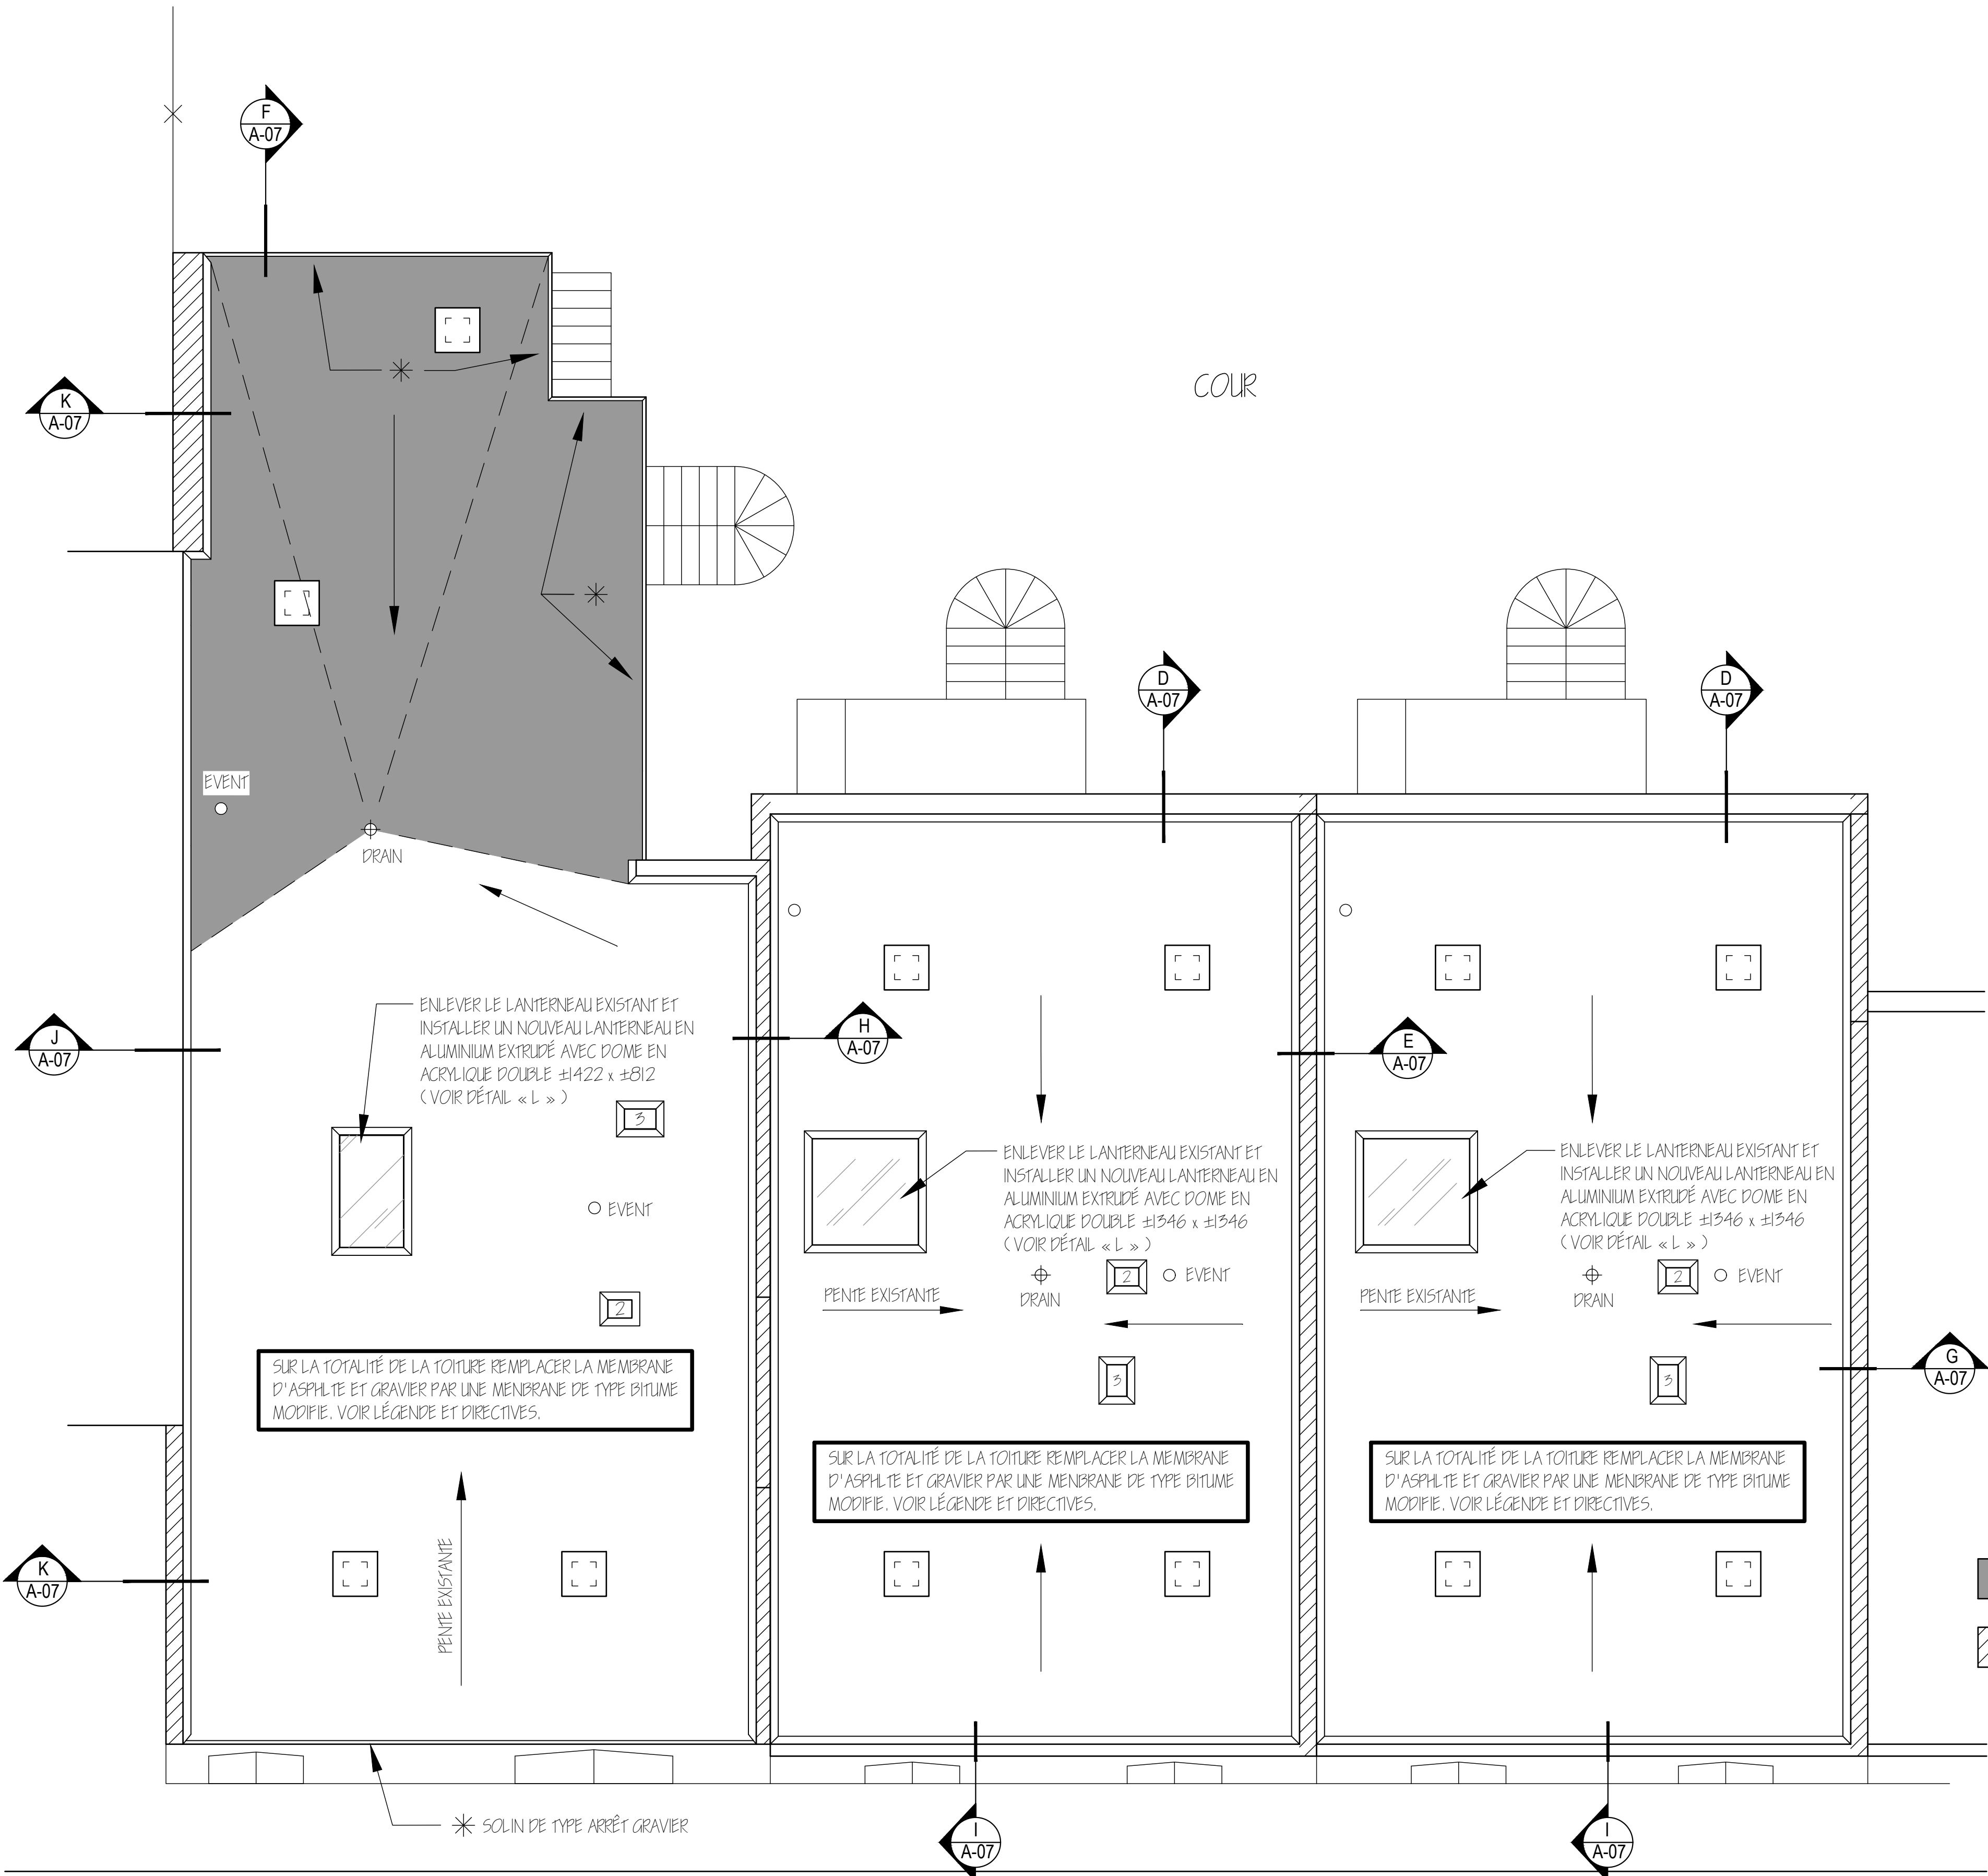 F
A-07
COUR
K
A-07
D
A-07
D
A-07
EVENT
DRAIN
ENLEVER LE LANTERNEAU EXISTANT ET
INSTALLER UN NOUVEAU LANTERNEAU EN
ALUMINIUM EXTRUDÉ AVEC DOME EN
ACRYLIQUE DOUBLE ±1422 x ±812
( VOIR DÉTAIL « L » )
J
A-07
H
A-07
E
A-07
3
EVENT
2
ENLEVER LE LANTERNEAU EXISTANT ET
INSTALLER UN NOUVEAU LANTERNEAU EN
ALUMINIUM EXTRUDÉ AVEC DOME EN
ACRYLIQUE DOUBLE ±1346 x ±1346
( VOIR DÉTAIL « L » )
PENTE EXISTANTE
DRAIN
2
EVENT
3
ENLEVER LE LANTERNEAU EXISTANT ET
INSTALLER UN NOUVEAU LANTERNEAU EN
ALUMINIUM EXTRUDÉ AVEC DOME EN
ACRYLIQUE DOUBLE ±1346 x ±1346
( VOIR DÉTAIL « L » )
PENTE EXISTANTE
DRAIN
2
EVENT
3
G
A-07
SUR LA TOTALITÉ DE LA TOITURE REMPLACER LA MEMBRANE
D'ASPHLTE ET GRAVIER PAR UNE MENBRANE DE TYPE BITUME
MODIFIE. VOIR LÉGENDE ET DIRECTIVES.
SUR LA TOTALITÉ DE LA TOITURE REMPLACER LA MEMBRANE
D'ASPHLTE ET GRAVIER PAR UNE MENBRANE DE TYPE BITUME
MODIFIE. VOIR LÉGENDE ET DIRECTIVES.
SUR LA TOTALITÉ DE LA TOITURE REMPLACER LA MEMBRANE
D'ASPHLTE ET GRAVIER PAR UNE MENBRANE DE TYPE BITUME
MODIFIE. VOIR LÉGENDE ET DIRECTIVES.
K
A-07
PENTE EXISTANTE
SOLIN DE TYPE ARRÊT GRAVIER
I
A-07
I
A-07